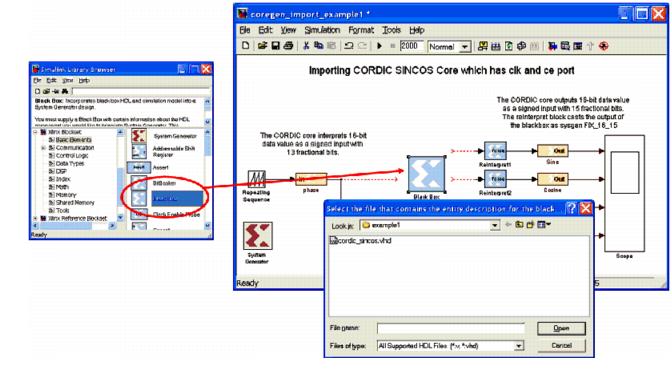 coregen_import_example1 *
File Edit View Simulation Format Tools Help
2000 Normal
Importing CORDIC SINCOS Core which has clk and ce port
The CORDIC core outputs 16-bit data value
as a signed input with 15 fractional bits.
The reinterpret block casts the output of
the blackbox as sysgen FIX_16_15
The CORDIC core interprets 16-bit
data value as a signed input with
13 fractional bits.
Repeating
Sequence
In
phase
Black Box
force
Reinterpret1
Out
Sine
force
Reinterpret2
Out
Cosine
Scope
System
Generator
Ready
Simulink Library Browser
File Edit View Help
Black Box: Incorporates black box HDL and simulation model into a
System Generator design.
You must supply a Black Box with certain information about the HDL
Xilinx Blockset
Basic Elements
Communication
Control Logic
Data Types
DSP
Index
Math
Memory
Shared Memory
Tools
Xilinx Reference Blockset
System Generator
Addressable Shift
Register
Assert
BitBasher
Black Box
Clock Enable Probe
Ready
Select the file that contains the entity description for the black
Look in: example1
cordic_sincos.vhd
File name:
Open
Files of type: All Supported HDL Files (*.v, *.vhd)
Cancel